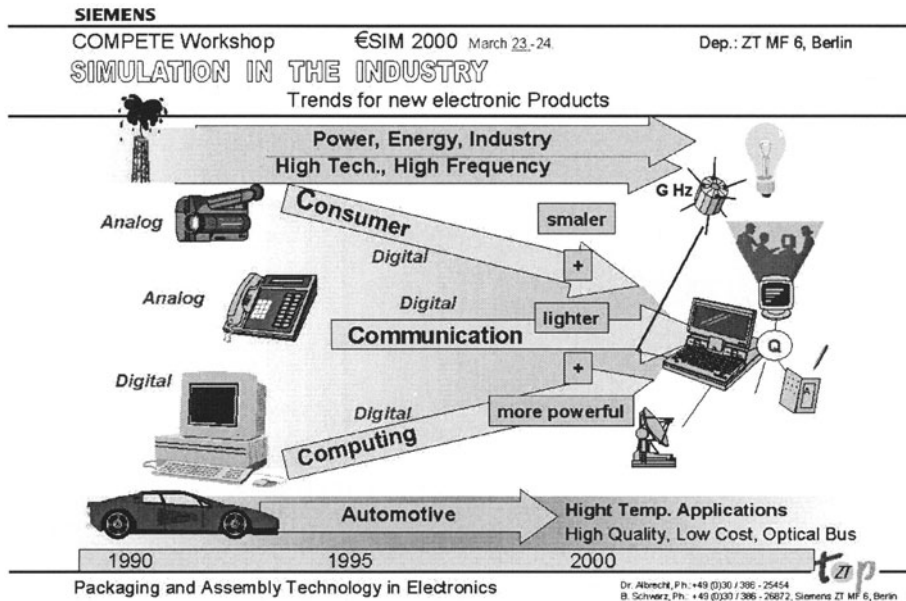 SIEMENS
COMPETE Workshop €SIM 2000 March 23.-24. Dep.: ZT MF 6, Berlin
SIMULATION IN THE INDUSTRY
Trends for new electronic Products
Power, Energy, Industry
High Tech., High Frequency
G Hz
Analog
Consumer
smaler
Digital
+
Analog
Digital
lighter
Communication
Q
+
Digital
A
Digital
more powerful
Computing
Automotive
Hight Temp. Applications
High Quality, Low Cost, Optical Bus
1990 1995 2000
top
ZT
Packaging and Assembly Technology in Electronics
Dr. Albrecht, Ph.: +49 (0)30 / 386 - 25454
B. Schwarz, Ph.: +49 (0)30 / 386 - 26872, Siemens ZT MF 6, Berlin